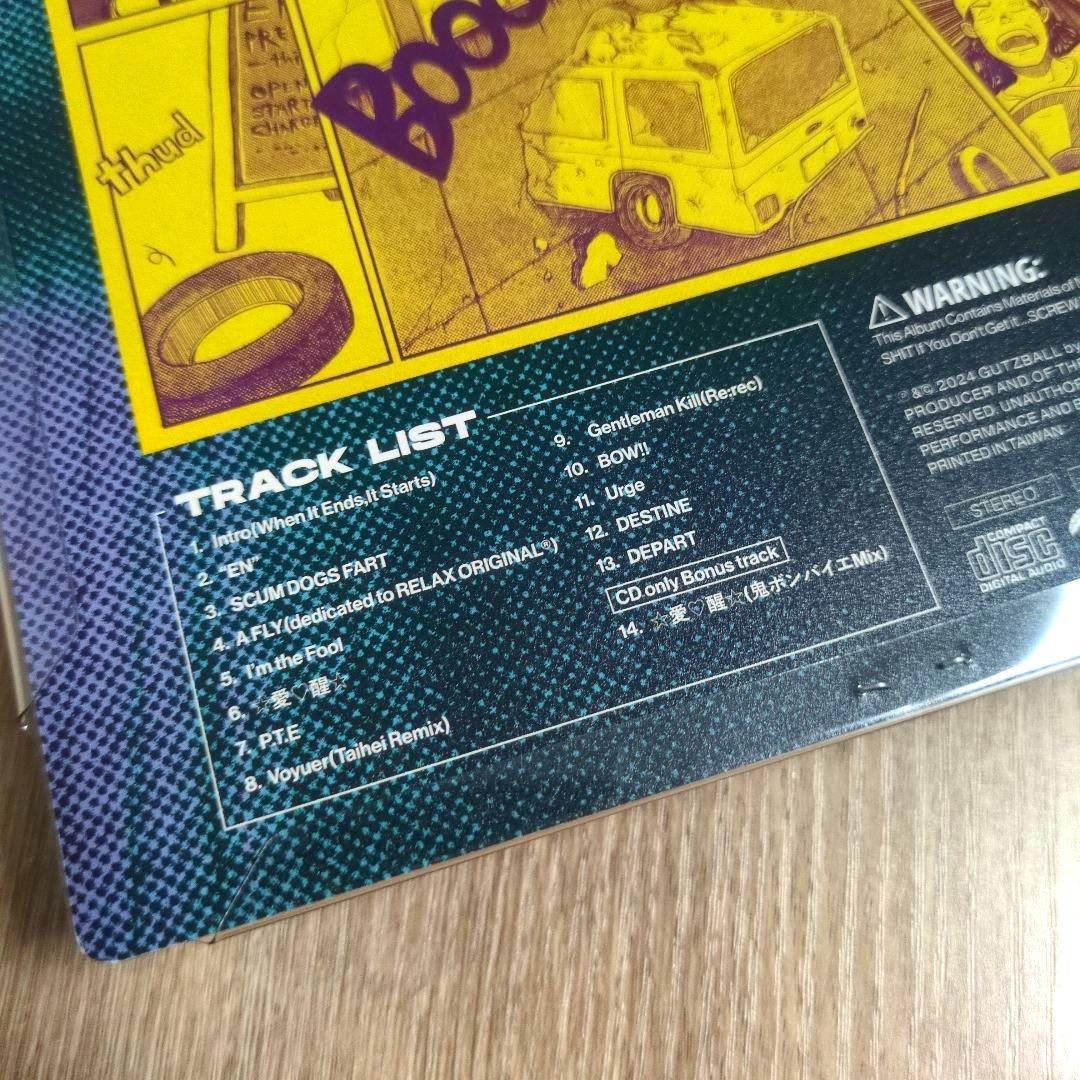 thud
PRE
OPEN
START
CHARGE
Booo
TRACK LIST
1. Intro(When It Ends,It Starts)
2. "EN"
3. SCUM DOGS FART
4. A FLY(dedicated to RELAX ORIGINAL®)
5. I'm the Fool
6. ☆愛♡醒☆
7. P.T.E
8. Voyuer(Taihei Remix)
9. Gentleman Kill(Re:rec)
10. BOW!!
11. Urge
12. DESTINE
13. DEPART
CD only Bonus track
14. ☆愛♡醒☆(鬼ボンバイエMix)
WARNING:
This Album Contains Materials of
SHIT If You Don't Get it...SCREW
℗&© 2024 GUTZBALL by
PRODUCER AND OF THE
RESERVED. UNAUTHOR
PERFORMANCE AND
PRINTED IN TAIWAN
STEREO
COMPACT
disc
DIGITAL AUDIO